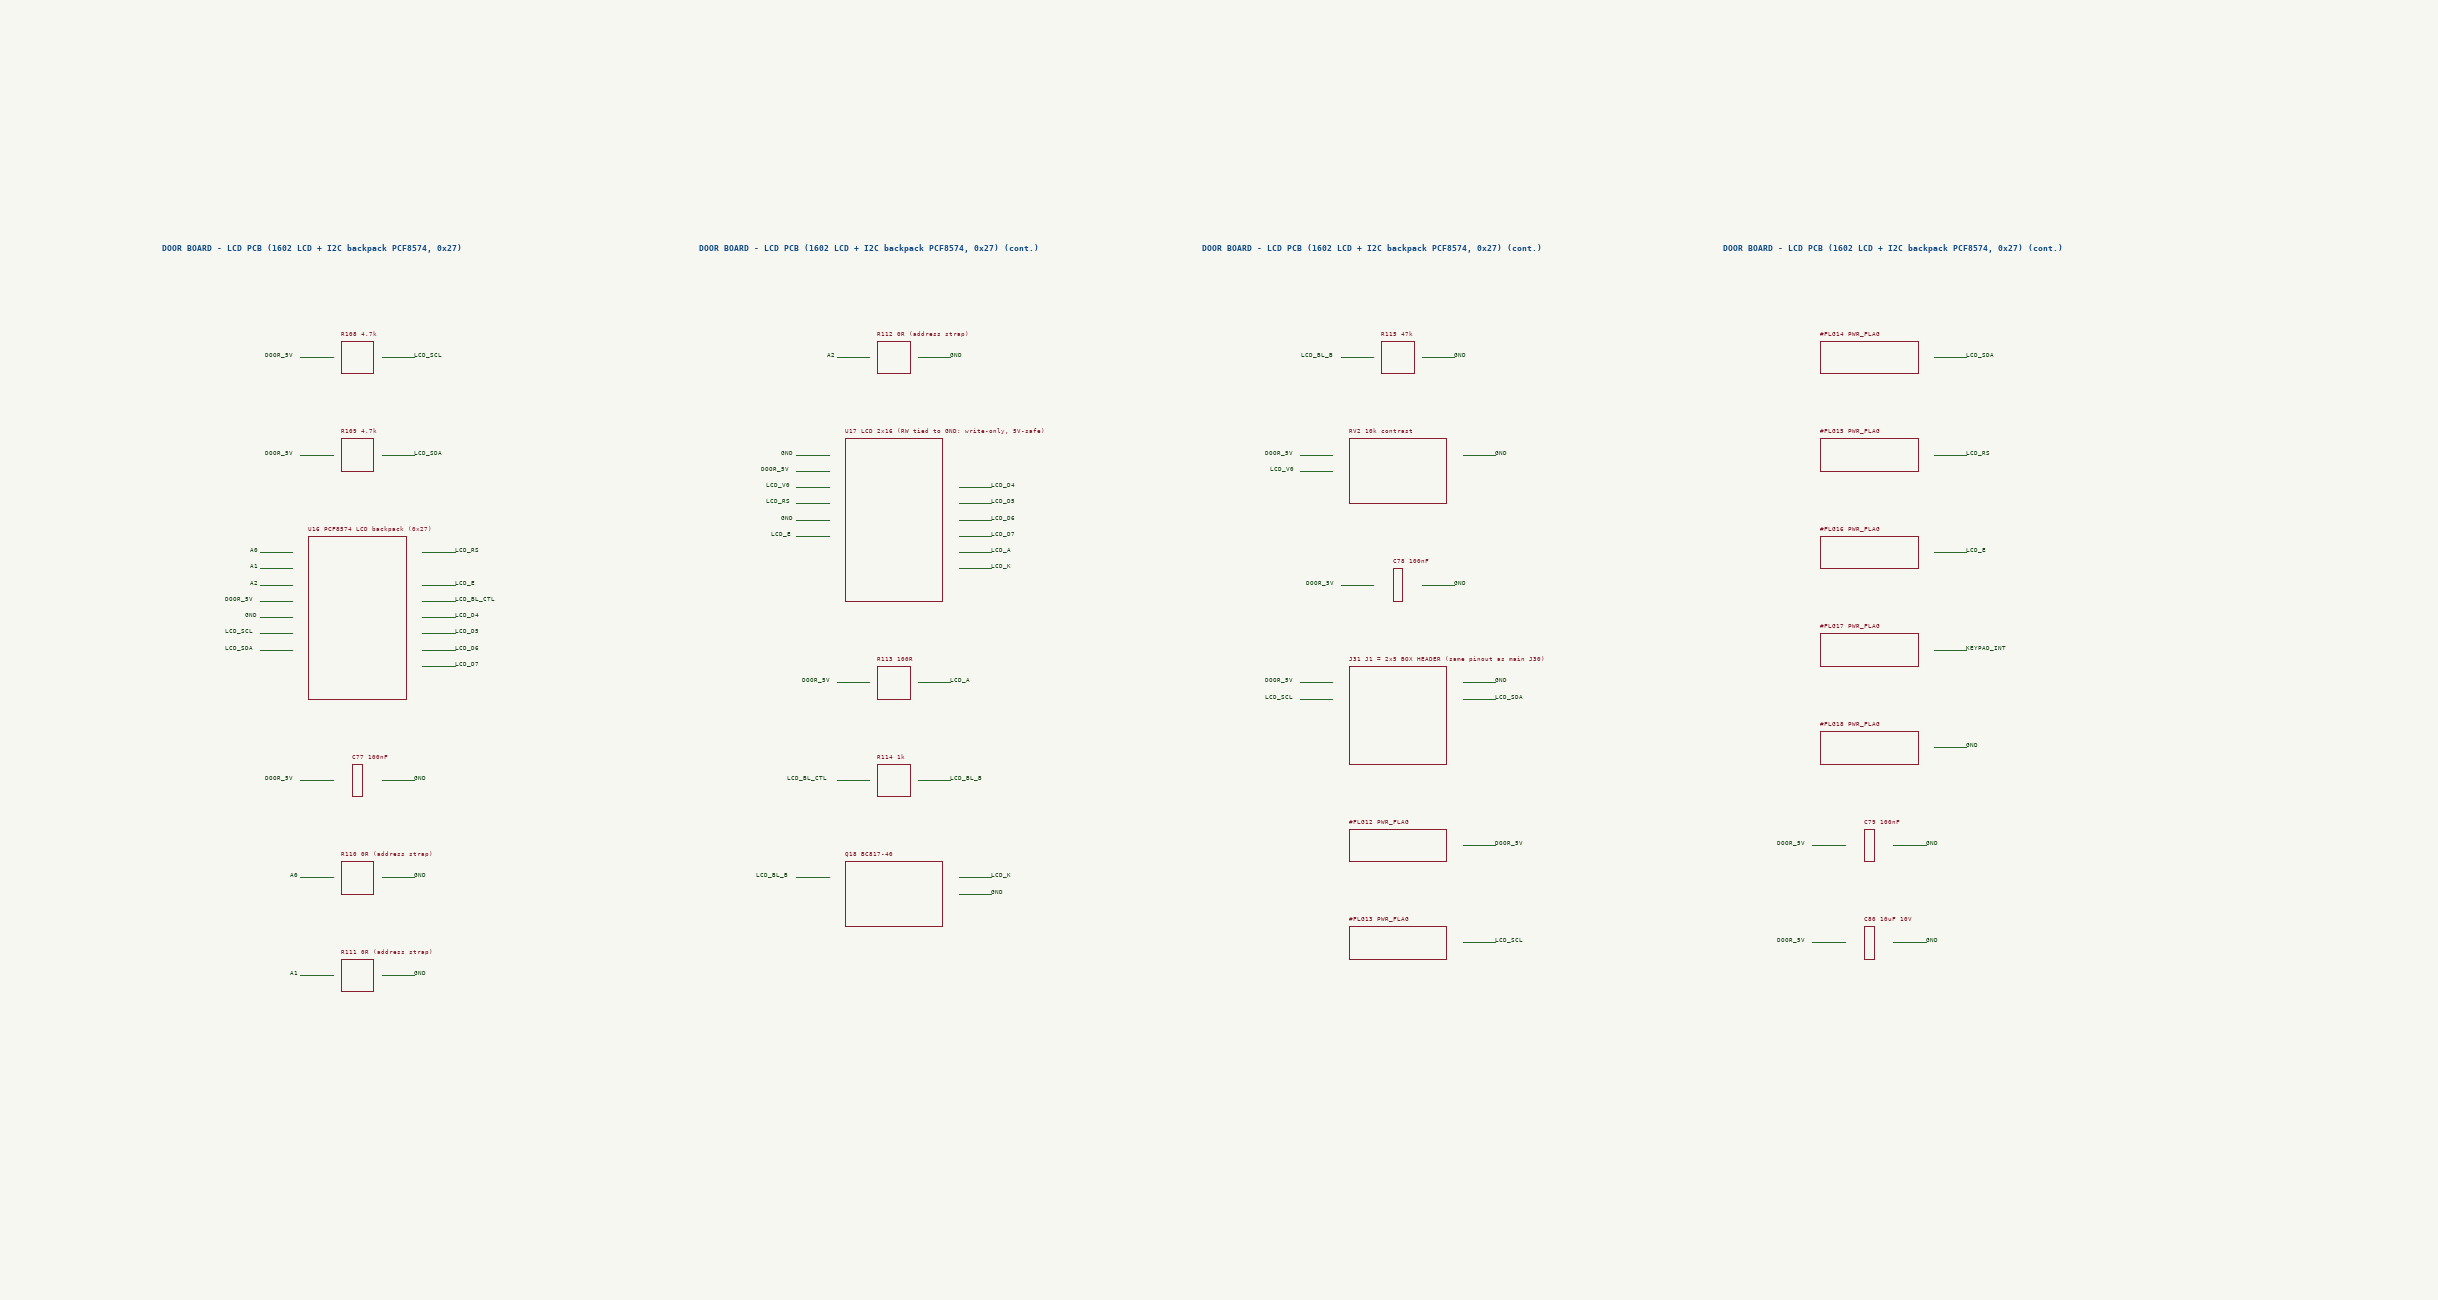 DOOR BOARD - LCD PCB (1602 LCD + I2C backpack PCF8574, 0x27)
R108 4.7k
DOOR_5V
LCD_SCL
R109 4.7k
DOOR_5V
LCD_SDA
U16 PCF8574 LCD backpack (0x27)
A0
A1
A2
DOOR_5V
GND
LCD_SCL
LCD_SDA
LCD_RS
LCD_E
LCD_BL_CTL
LCD_D4
LCD_D5
LCD_D6
LCD_D7
C77 100nF
DOOR_5V
GND
R110 0R (address strap)
A0
GND
R111 0R (address strap)
A1
GND
DOOR BOARD - LCD PCB (1602 LCD + I2C backpack PCF8574, 0x27) (cont.)
R112 0R (address strap)
A2
GND
U17 LCD 2x16 (RW tied to GND: write-only, 5V-safe)
GND
DOOR_5V
LCD_V0
LCD_RS
GND
LCD_E
LCD_D4
LCD_D5
LCD_D6
LCD_D7
LCD_A
LCD_K
R113 100R
DOOR_5V
LCD_A
R114 1k
LCD_BL_CTL
LCD_BL_B
Q18 BC817-40
LCD_BL_B
LCD_K
GND
DOOR BOARD - LCD PCB (1602 LCD + I2C backpack PCF8574, 0x27) (cont.)
R115 47k
LCD_BL_B
GND
RV2 10k contrast
DOOR_5V
LCD_V0
GND
C78 100nF
DOOR_5V
GND
J31 J1 = 2x5 BOX HEADER (same pinout as main J30)
DOOR_5V
LCD_SCL
GND
LCD_SDA
#FLG12 PWR_FLAG
DOOR_5V
#FLG13 PWR_FLAG
LCD_SCL
DOOR BOARD - LCD PCB (1602 LCD + I2C backpack PCF8574, 0x27) (cont.)
#FLG14 PWR_FLAG
LCD_SDA
#FLG15 PWR_FLAG
LCD_RS
#FLG16 PWR_FLAG
LCD_E
#FLG17 PWR_FLAG
KEYPAD_INT
#FLG18 PWR_FLAG
GND
C79 100nF
DOOR_5V
GND
C80 10uF 10V
DOOR_5V
GND